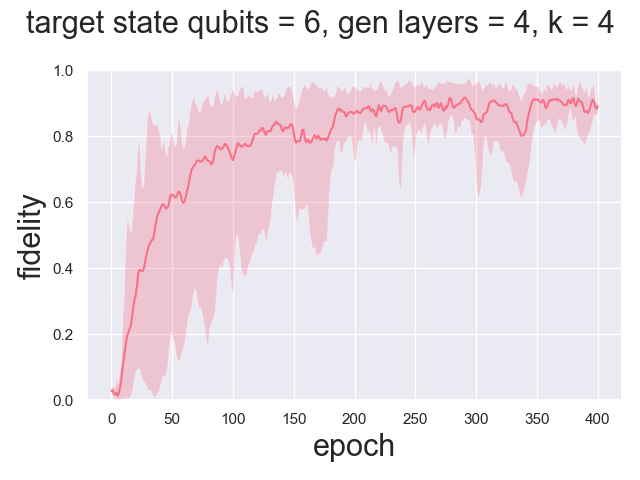 target state qubits = 6, gen layers = 4, k = 4
1.0
0.8
0.6
0.4
0.2
0.0
fidelity
0 50 100 150 200 250 300 350 400
epoch